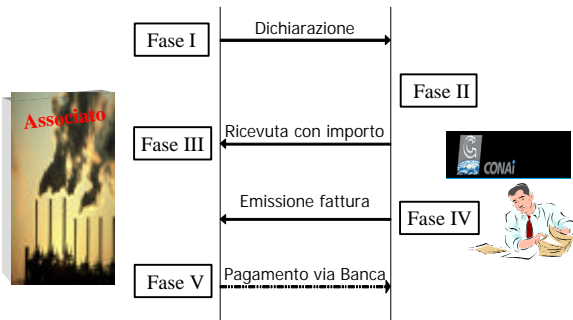 Dichiarazione
Fase I
Fase II
Associato
Ricevuta con importo
Fase III
CONAi
Emissione fattura
Fase IV
Pagamento via Banca
Fase V